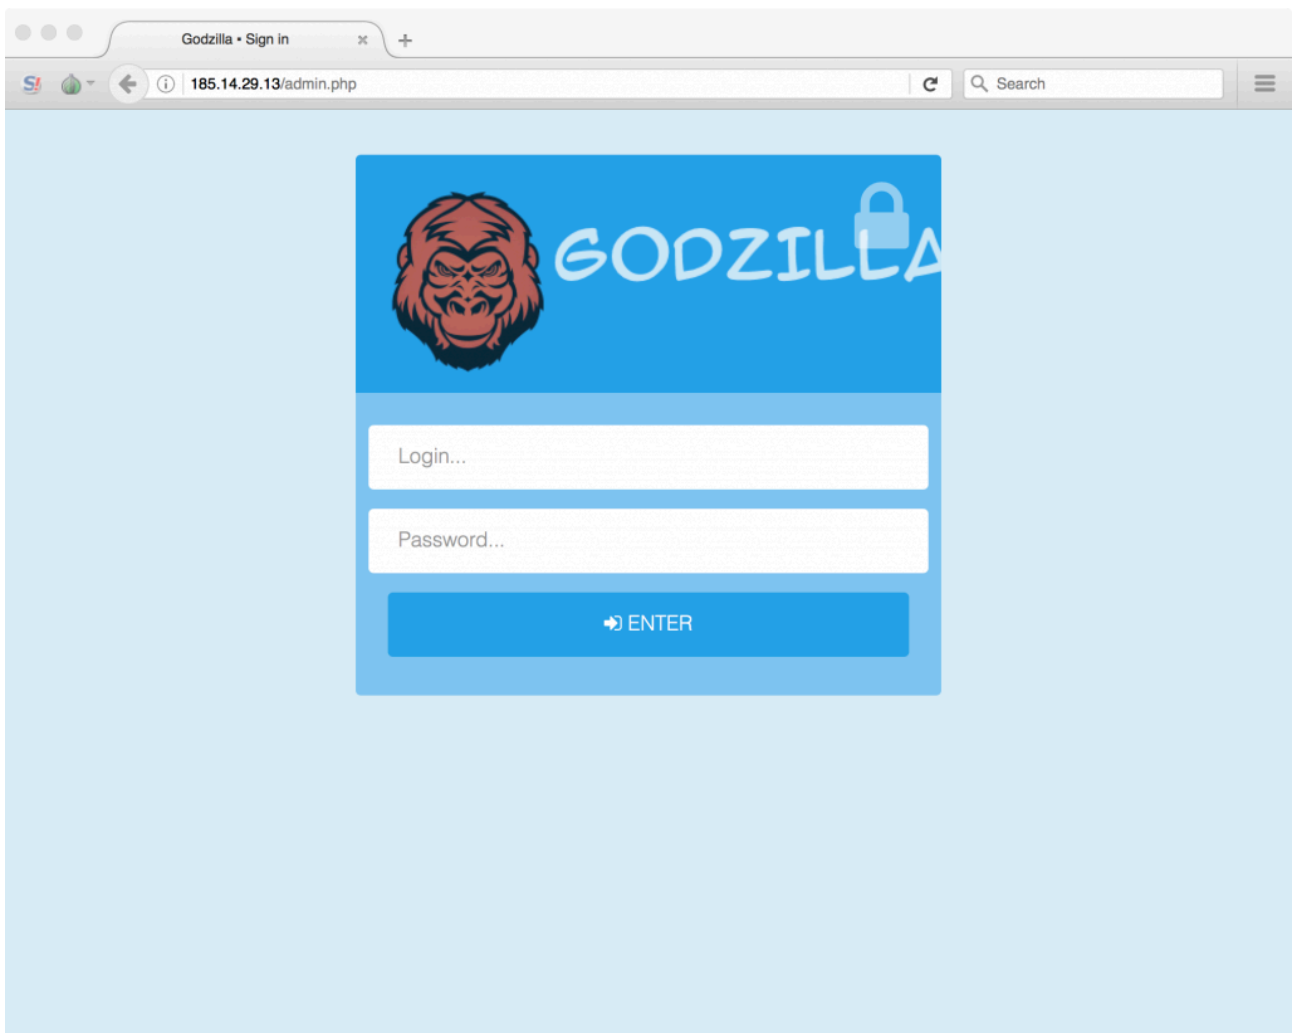 Godzilla • Sign in
S!
185.14.29.13/admin.php
Search
GODZILLA
Login...
Password...
ENTER